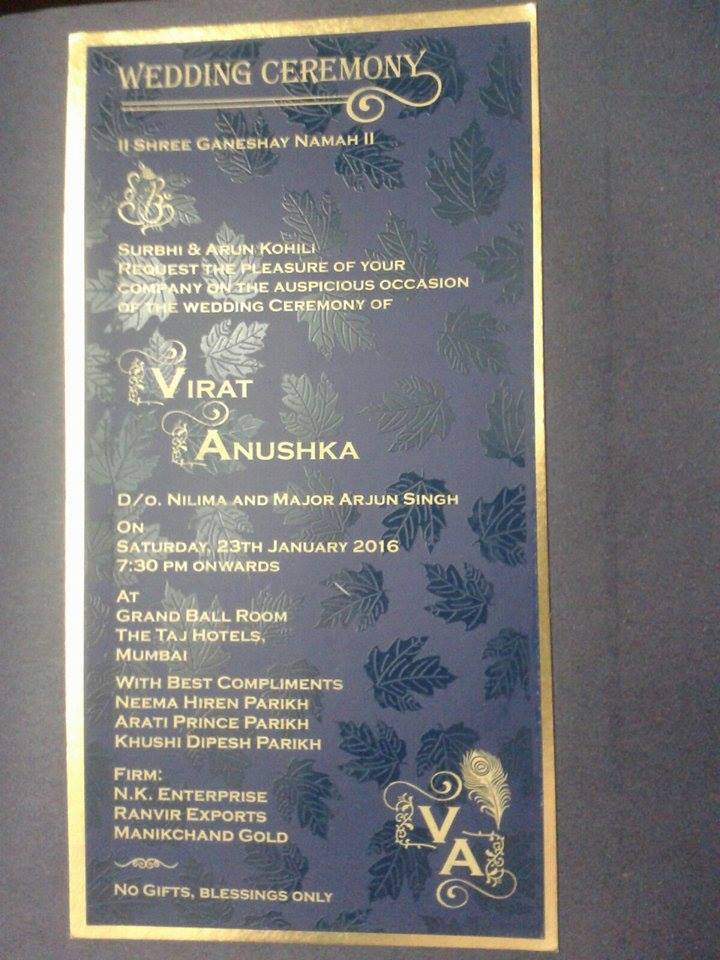 WEDDING CEREMONY
II SHREE GANESHAY NAMAH II
SURBHI & ARUN KOHILI
REQUEST THE PLEASURE OF YOUR
COMPANY ON THE AUSPICIOUS OCCASION
OF THE WEDDING CEREMONY OF
VIRAT
ANUSHKA
D/O. NILIMA AND MAJOR ARJUN SINGH
ON
SATURDAY, 23TH JANUARY 2016
7:30 PM ONWARDS
AT
GRAND BALL ROOM
THE TAJ HOTELS,
MUMBAI
WITH BEST COMPLIMENTS
NEEMA HIREN PARIKH
ARATI PRINCE PARIKH
KHUSHI DIPESH PARIKH
FIRM:
N.K. ENTERPRISE
RANVIR EXPORTS
MANIKCHAND GOLD
VA
NO GIFTS, BLESSINGS ONLY